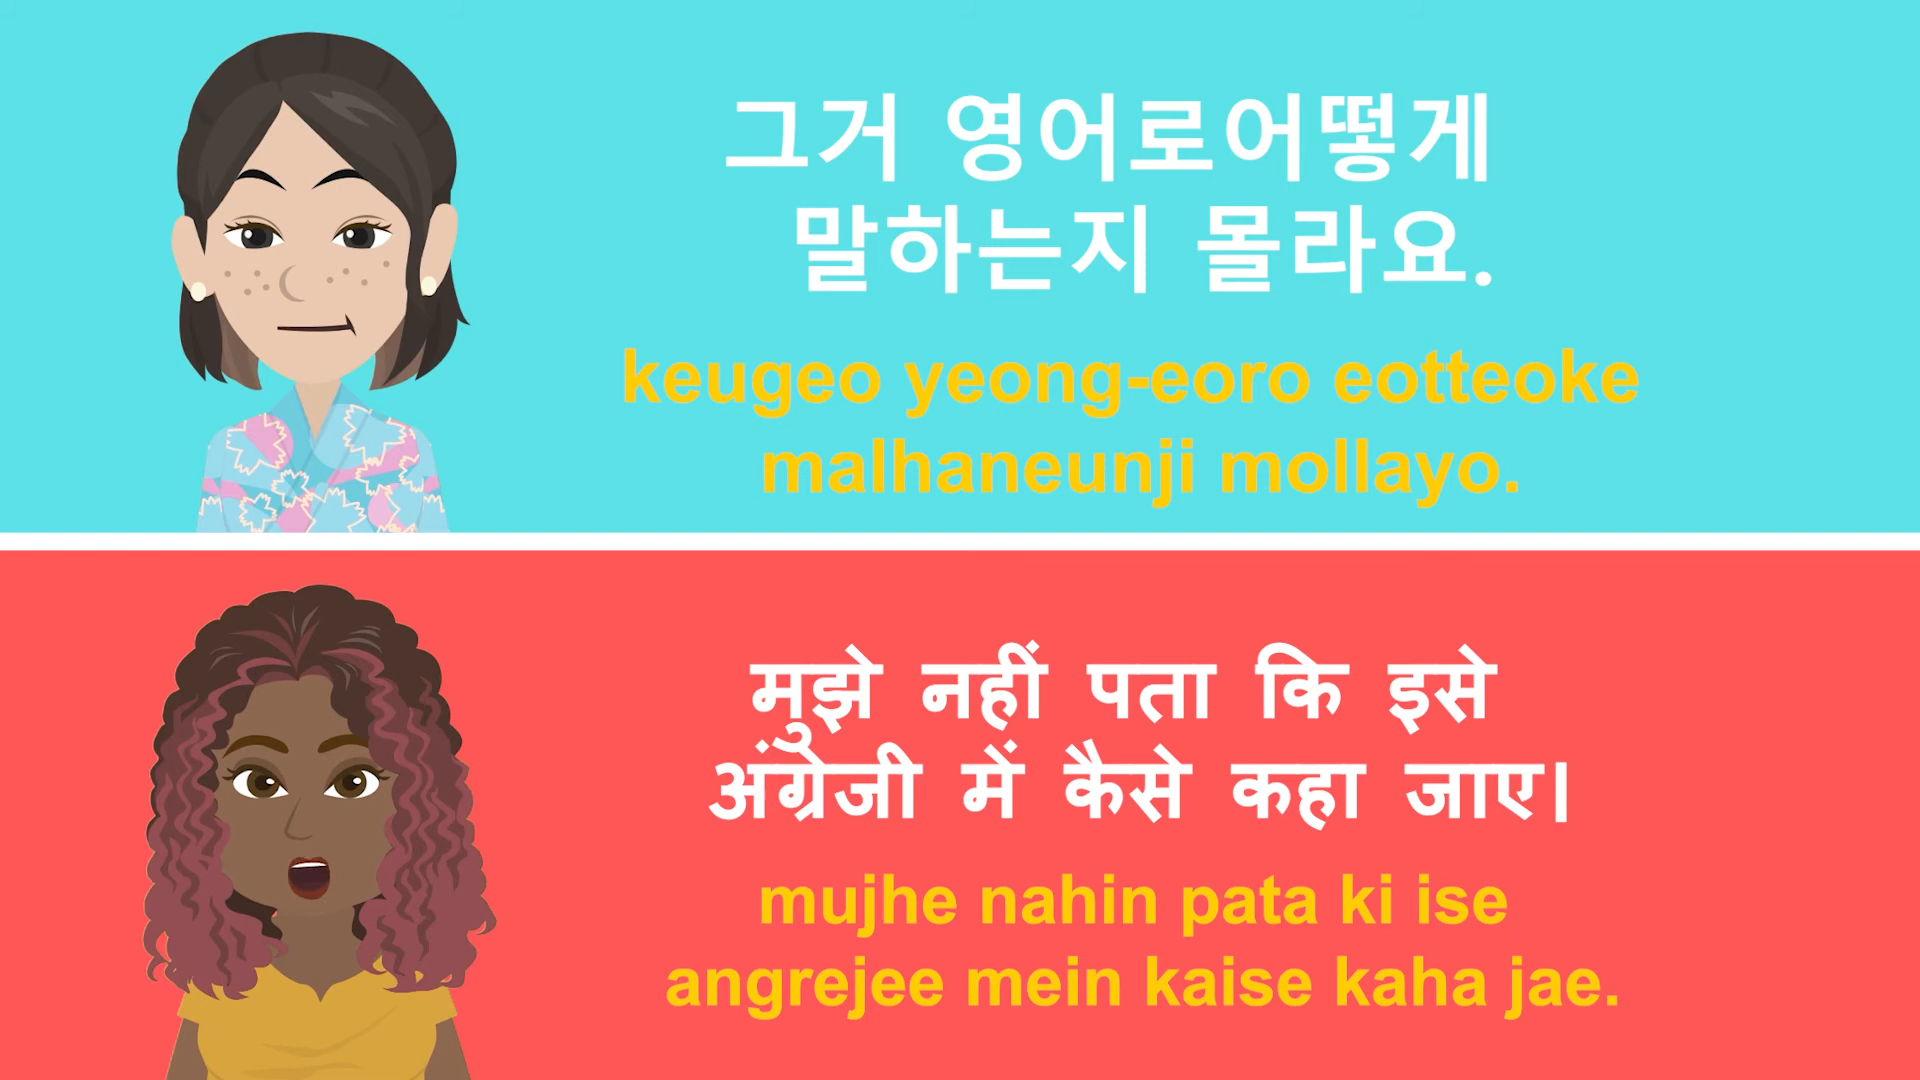 그거 영어로어떻게
말하는지 몰라요.
keugeo yeong-eoro eotteoke
malhaneunji mollayo.
मुझे नहीं पता कि इसे
अंग्रेजी में कैसे कहा जाए।
mujhe nahin pata ki ise
angrejee mein kaise kaha jae.